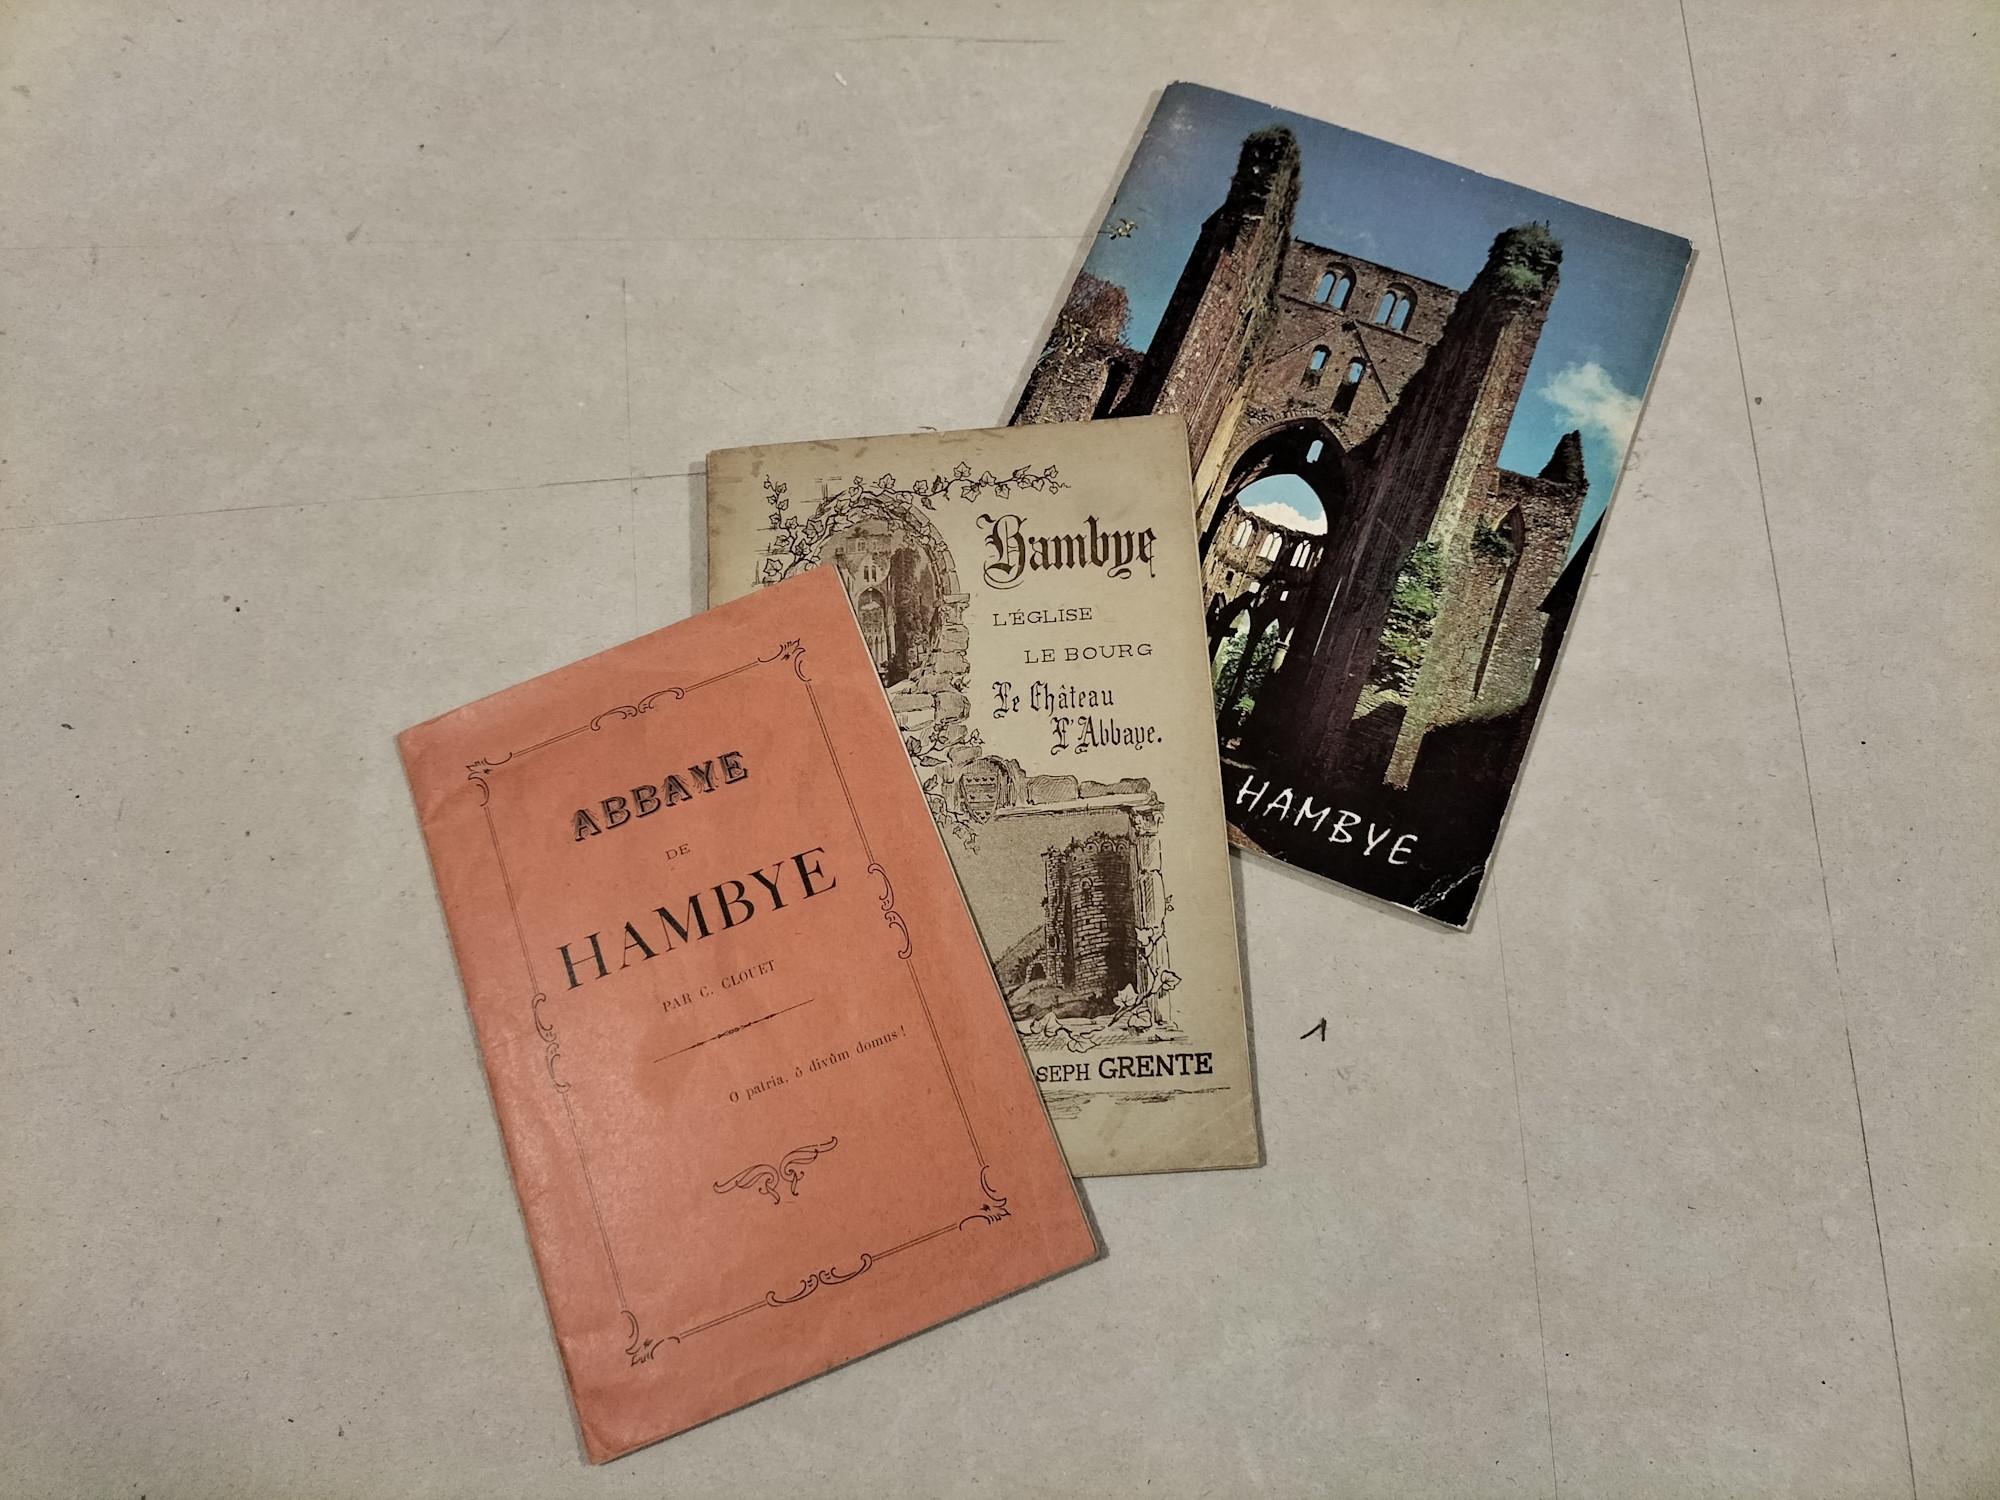 ABBAYE
DE
HAMBYE
PAR C. CLOUET
O patria, ô divûm domus !
Hambye
L'ÉGLISE
LE BOURG
Le Château
L'Abbaye.
SEPH GRENTE
HAMBYE
1